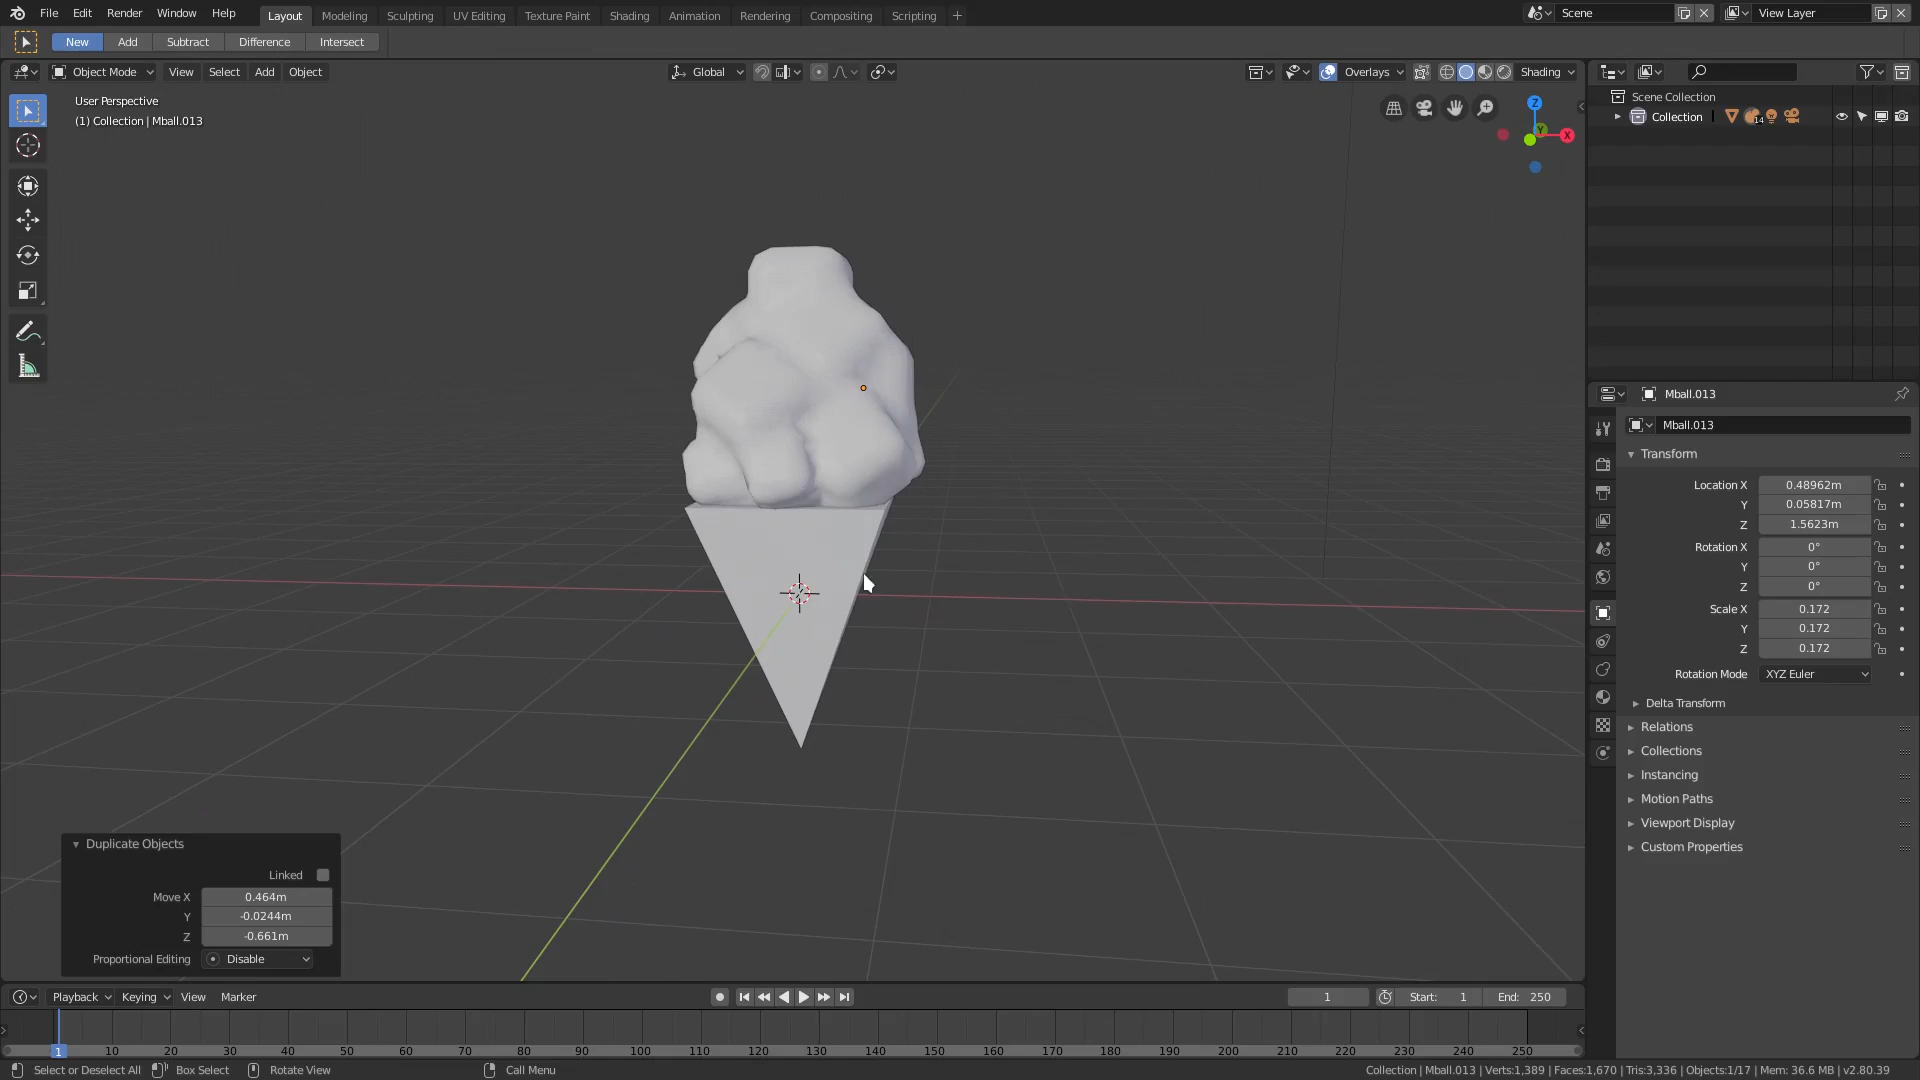 File Edit Render Window Help Layout Modeling Sculpting UV Editing Texture Paint Shading Animation Rendering Compositing Scripting + Scene View Layer
New Add Subtract Difference Intersect
Object Mode View Select Add Object Global Overlays Shading
User Perspective
(1) Collection | Mball.013
Z
Y
X
Scene Collection
Collection 14
Mball.013
Mball.013
Transform
Location X 0.48962m
Y 0.05817m
Z 1.5623m
Rotation X 0°
Y 0°
Z 0°
Scale X 0.172
Y 0.172
Z 0.172
Rotation Mode XYZ Euler
Delta Transform
Relations
Collections
Instancing
Motion Paths
Viewport Display
Custom Properties
Duplicate Objects
Linked
Move X 0.464m
Y -0.0244m
Z -0.661m
Proportional Editing Disable
Playback Keying View Marker 1 Start: 1 End: 250
1 10 20 30 40 50 60 70 80 90 100 110 120 130 140 150 160 170 180 190 200 210 220 230 240 250
Select or Deselect All Box Select Rotate View Call Menu Collection | Mball.013 | Verts:1,389 | Faces:1,670 | Tris:3,336 | Objects:1/17 | Mem: 36.6 MB | v2.80.39